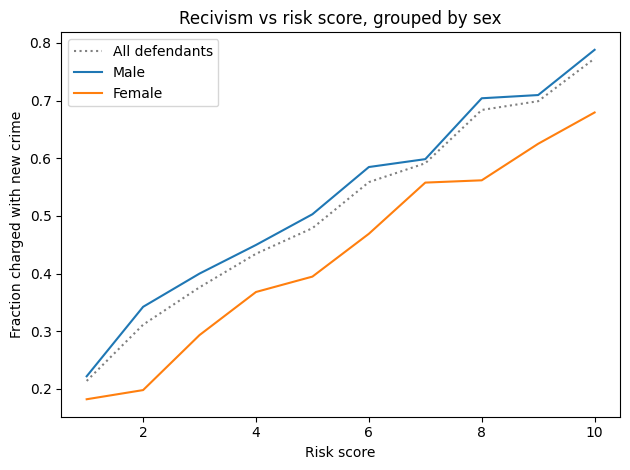 Recivism vs risk score, grouped by sex
All defendants
Male
Female
Fraction charged with new crime
0.8
0.7
0.6
0.5
0.4
0.3
0.2
2 4 6 8 10
Risk score